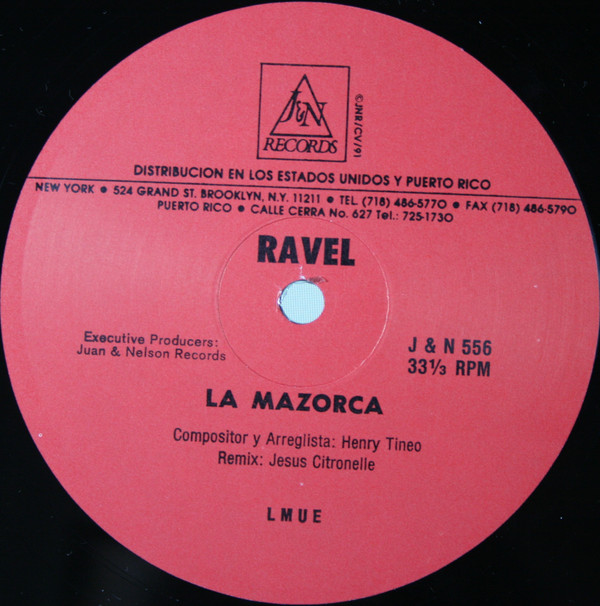 J&N
RECORDS
©JNR/CV/91
DISTRIBUCION EN LOS ESTADOS UNIDOS Y PUERTO RICO
NEW YORK ● 524 GRAND ST. BROOKLYN, N.Y. 11211 ● TEL. (718) 486-5770 ● FAX (718) 486-5790
PUERTO RICO ● CALLE CERRA No. 627 Tel.: 725-1730
RAVEL
Executive Producers:
Juan & Nelson Records
J & N 556
33⅓ RPM
LA MAZORCA
Compositor y Arreglista: Henry Tineo
Remix: Jesus Citronelle
LMUE